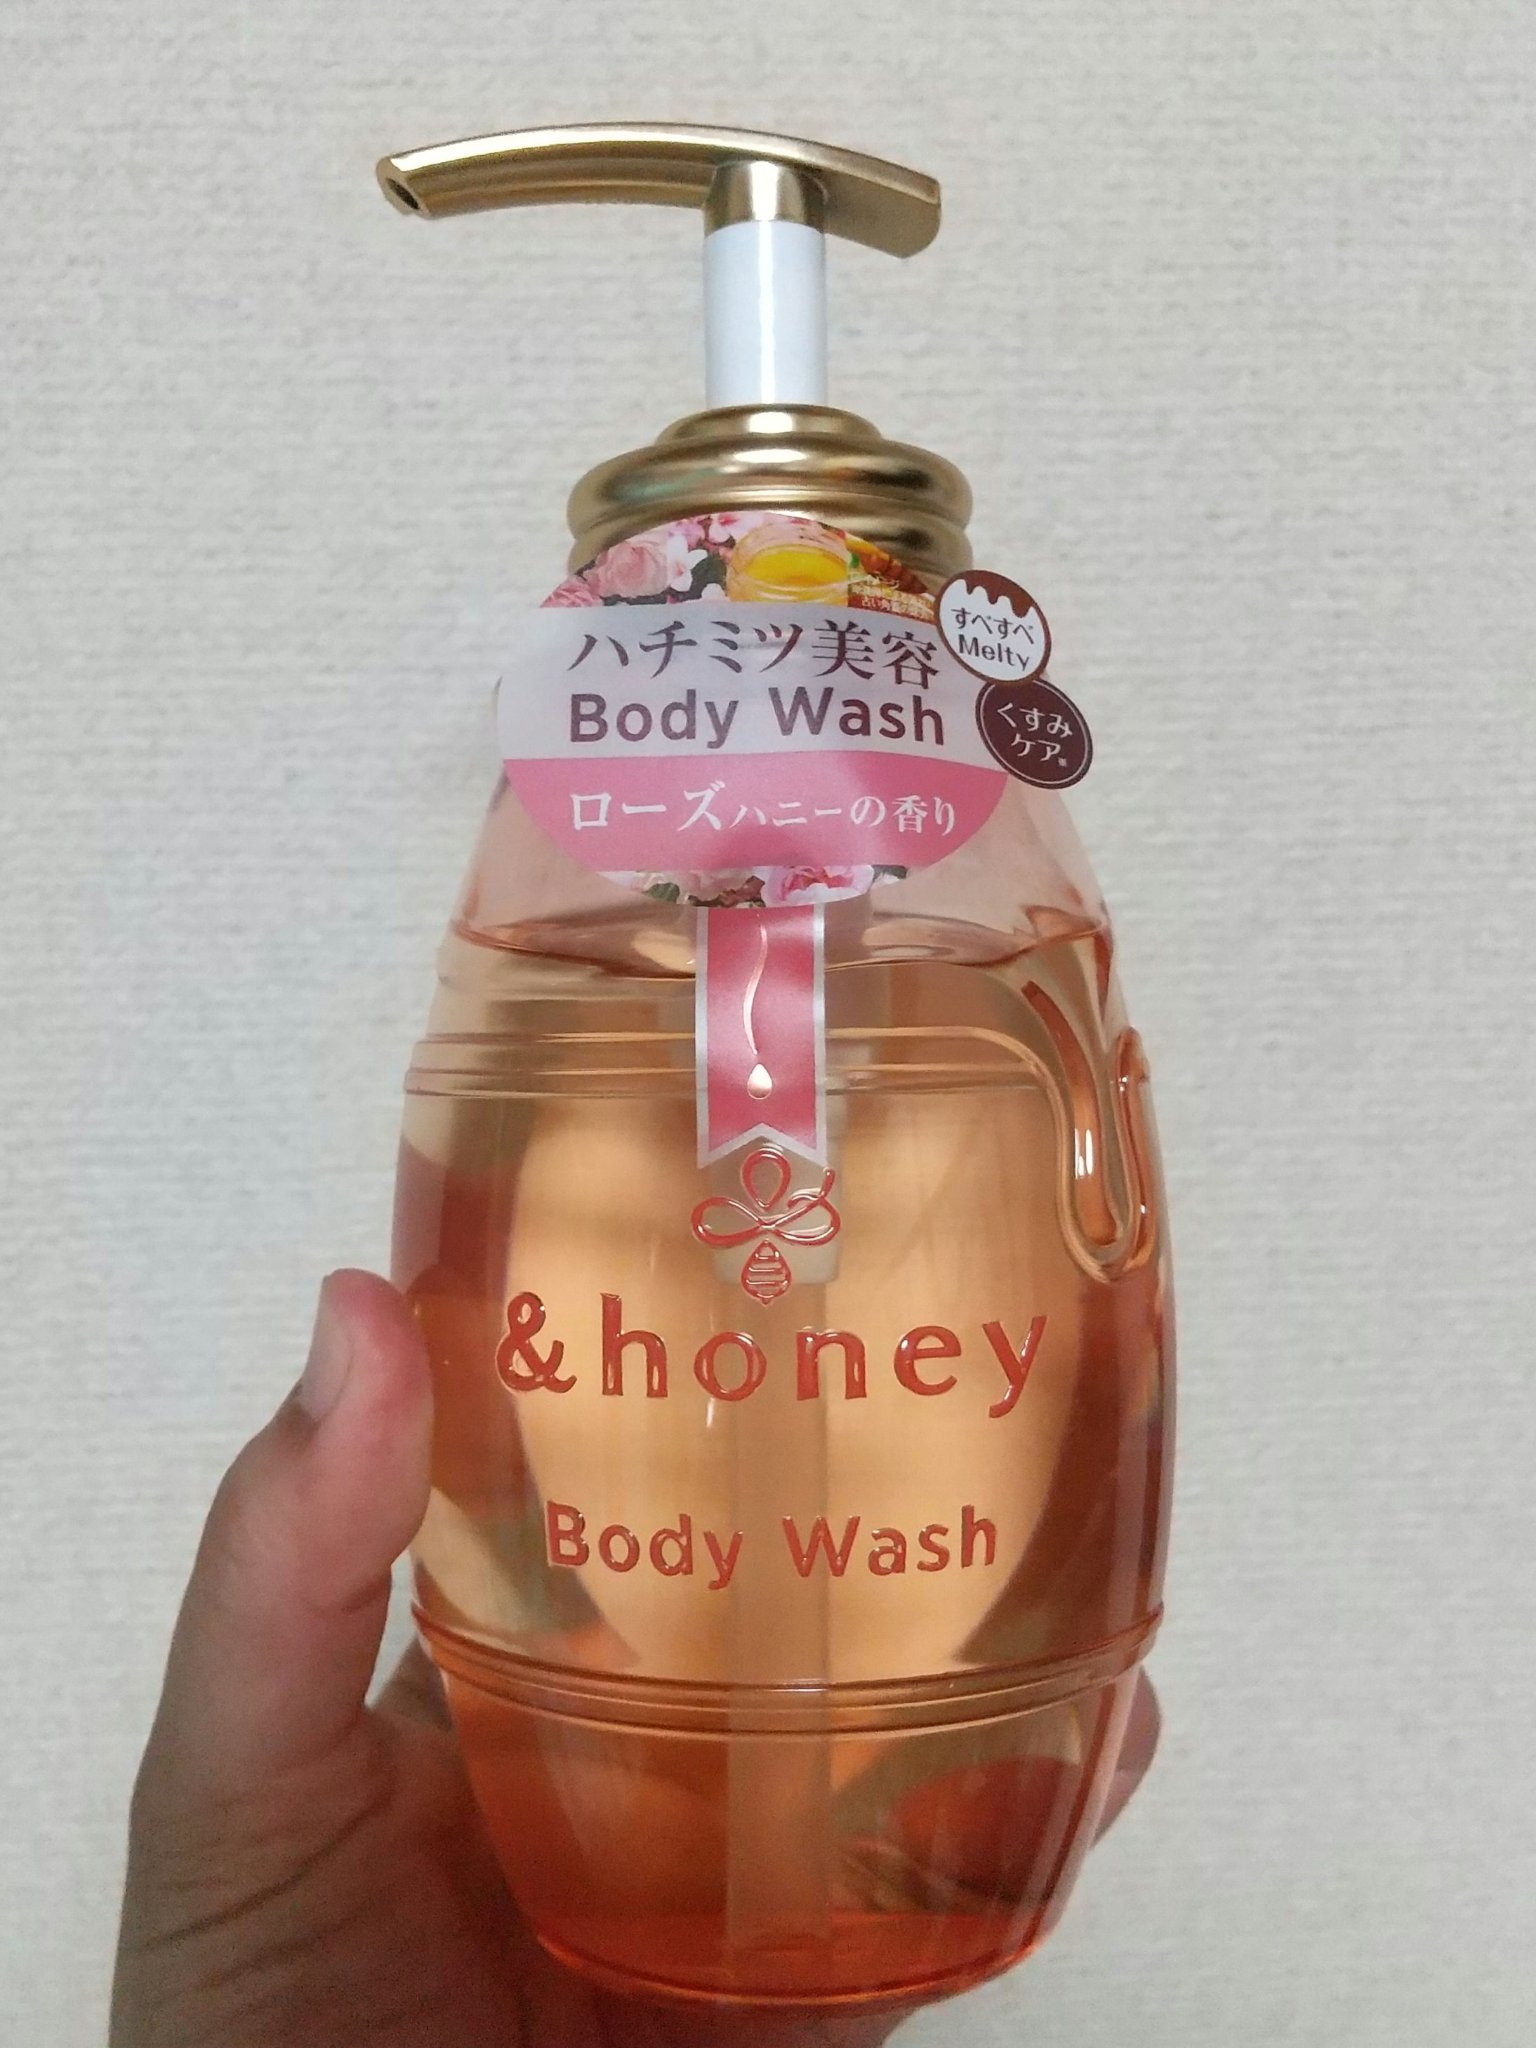 ハチミツ美容
Body Wash
ローズハニーの香り
すべすべ
Melty
くすみ
ケア※
&honey
Body Wash